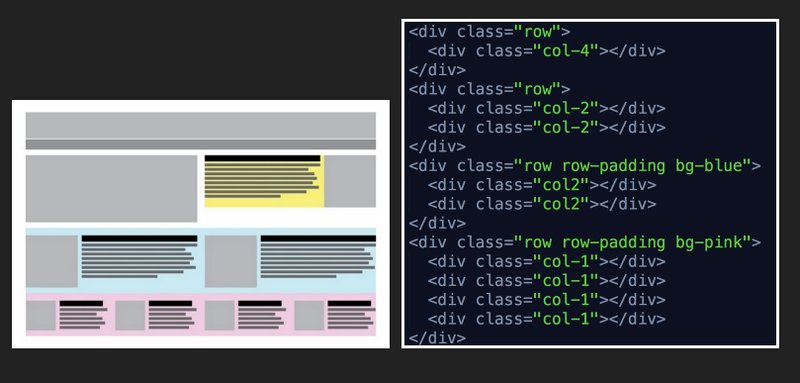 <div class="row">
<div class="col-4"></div>
</div>
<div class="row">
<div class="col-2"></div>
<div class="col-2"></div>
</div>
<div class="row row-padding bg-blue">
<div class="col2"></div>
<div class="col2"></div>
</div>
<div class="row row-padding bg-pink">
<div class="col-1"></div>
<div class="col-1"></div>
<div class="col-1"></div>
<div class="col-1"></div>
</div>